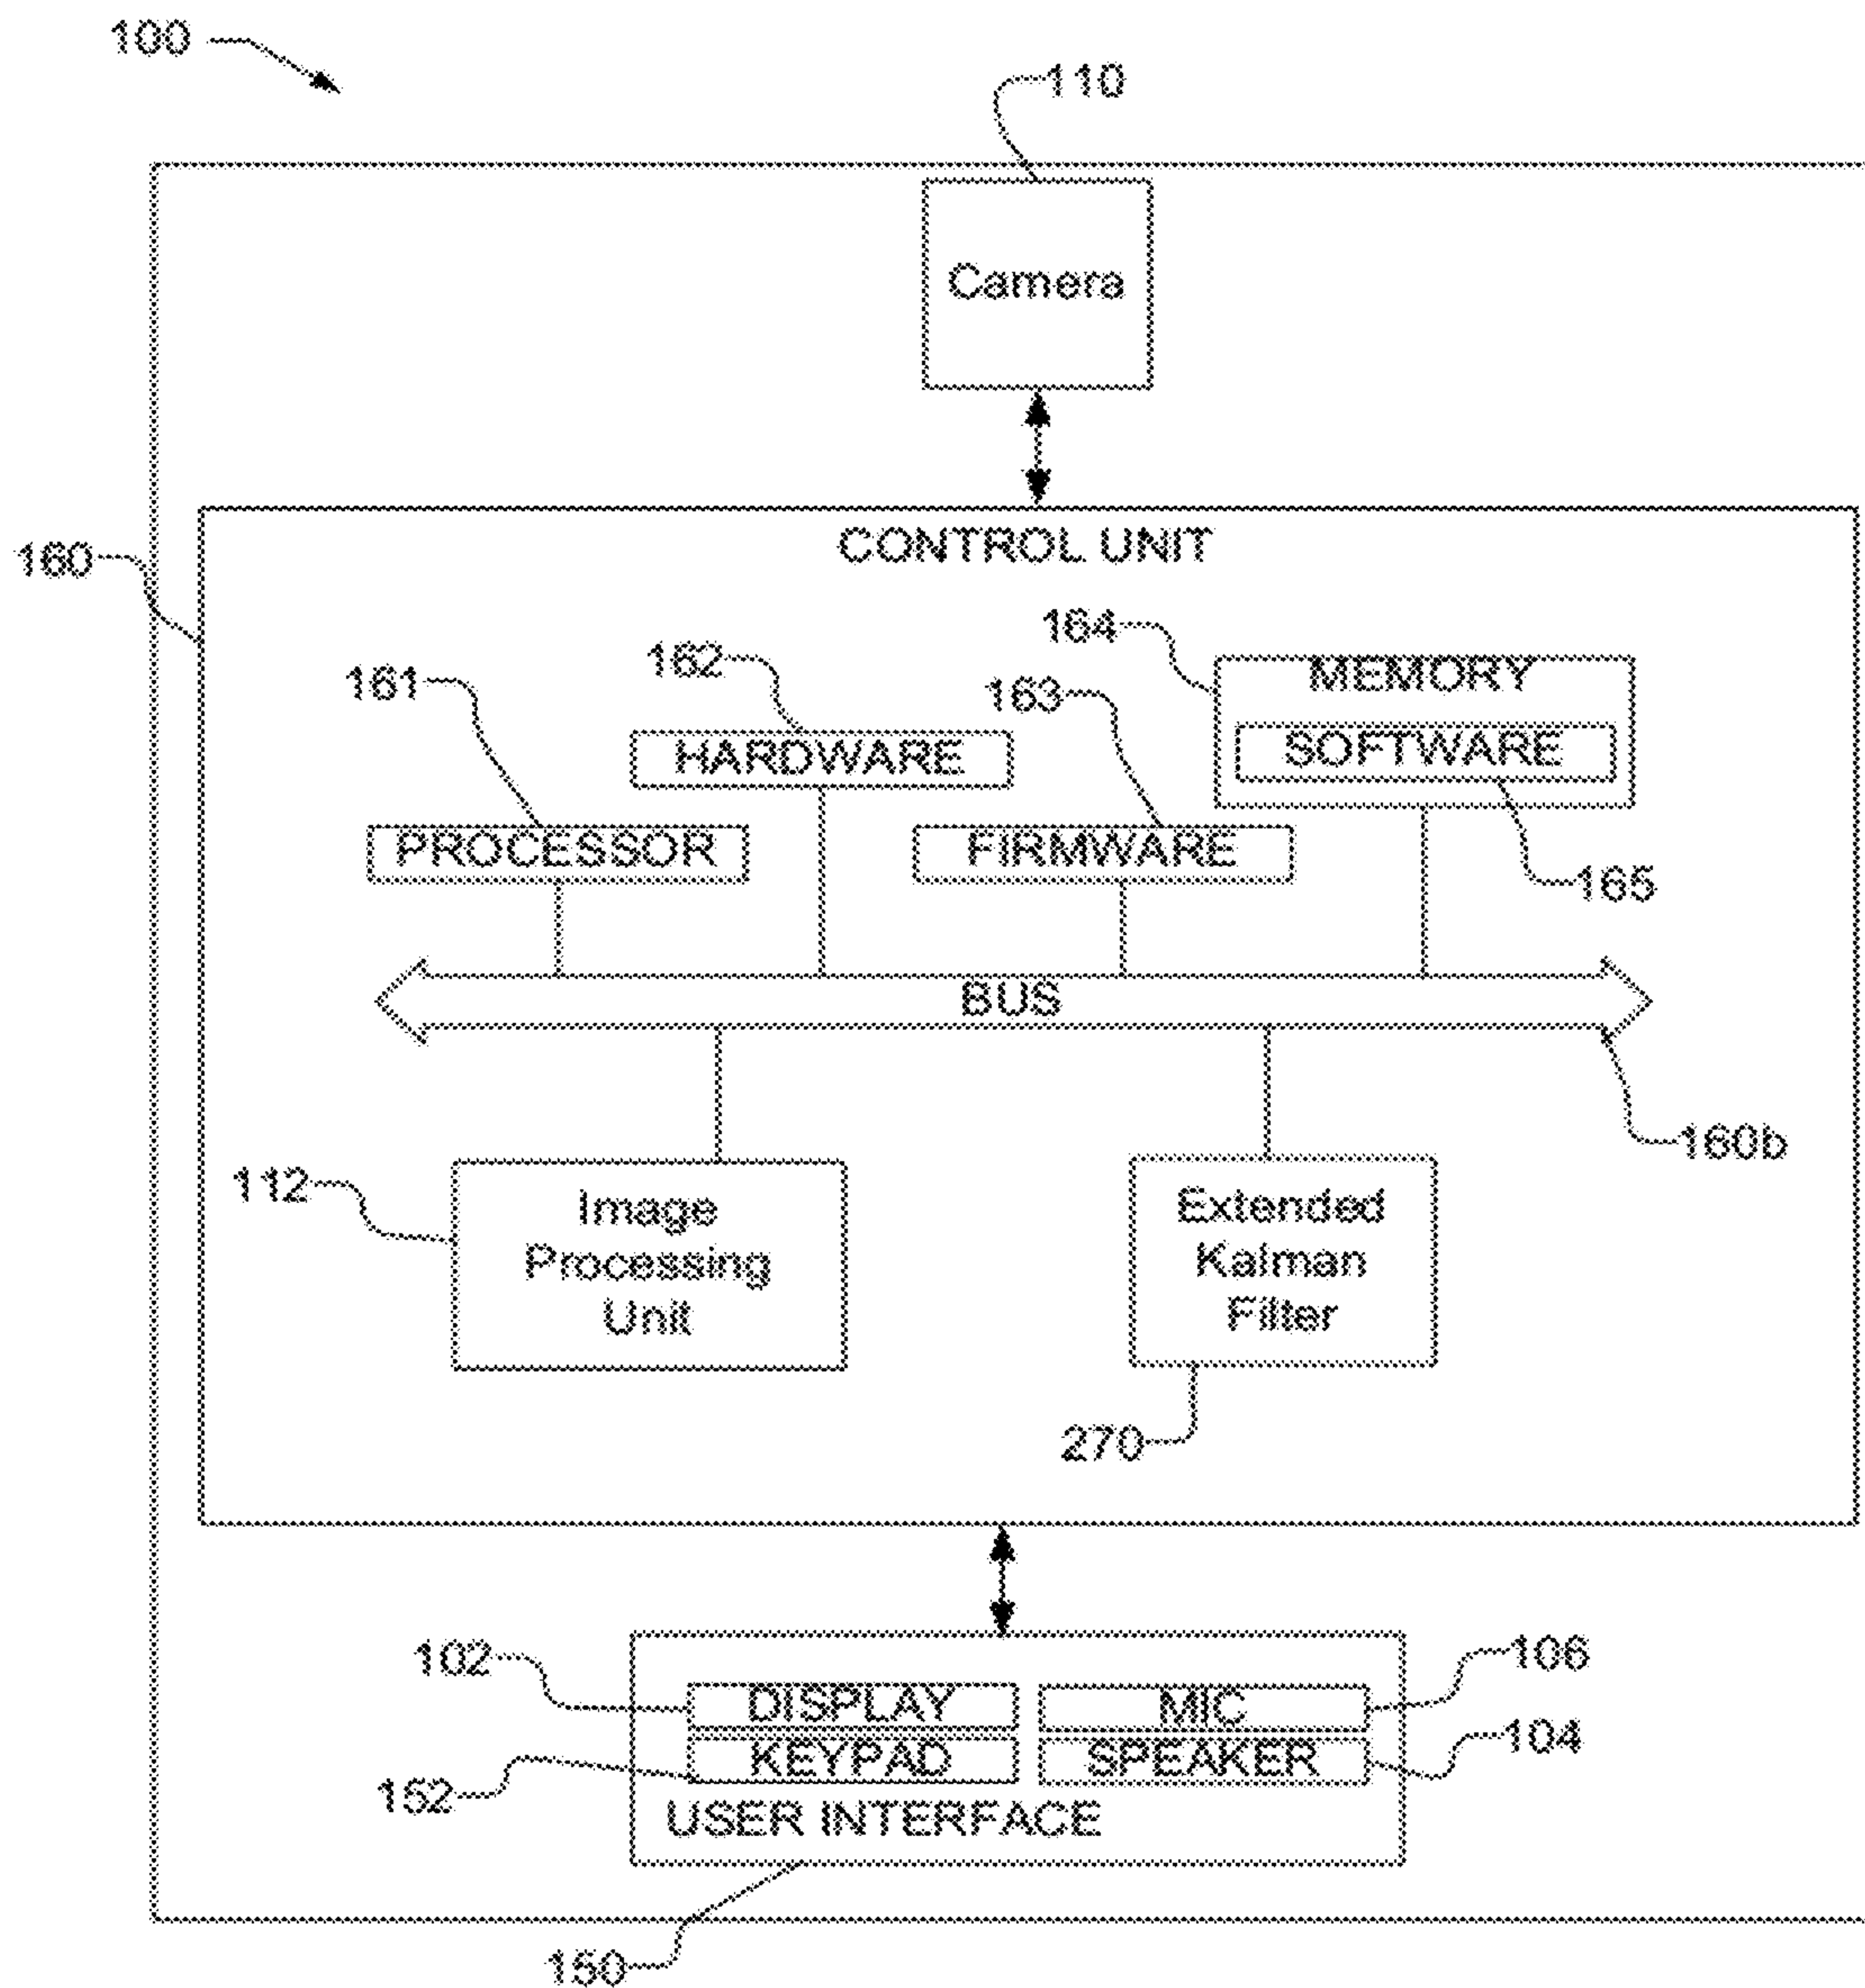 100
110
Camera
CONTROL UNIT
160
164
162
MEMORY
161
163
SOFTWARE
HARDWARE
PROCESSOR
FIRMWARE
165
BUS
160b
112
Image
Processing
Unit
Extended
Kalman
Filter
270
102
106
DISPLAY
MIC
104
KEYPAD
SPEAKER
152
USER INTERFACE
150